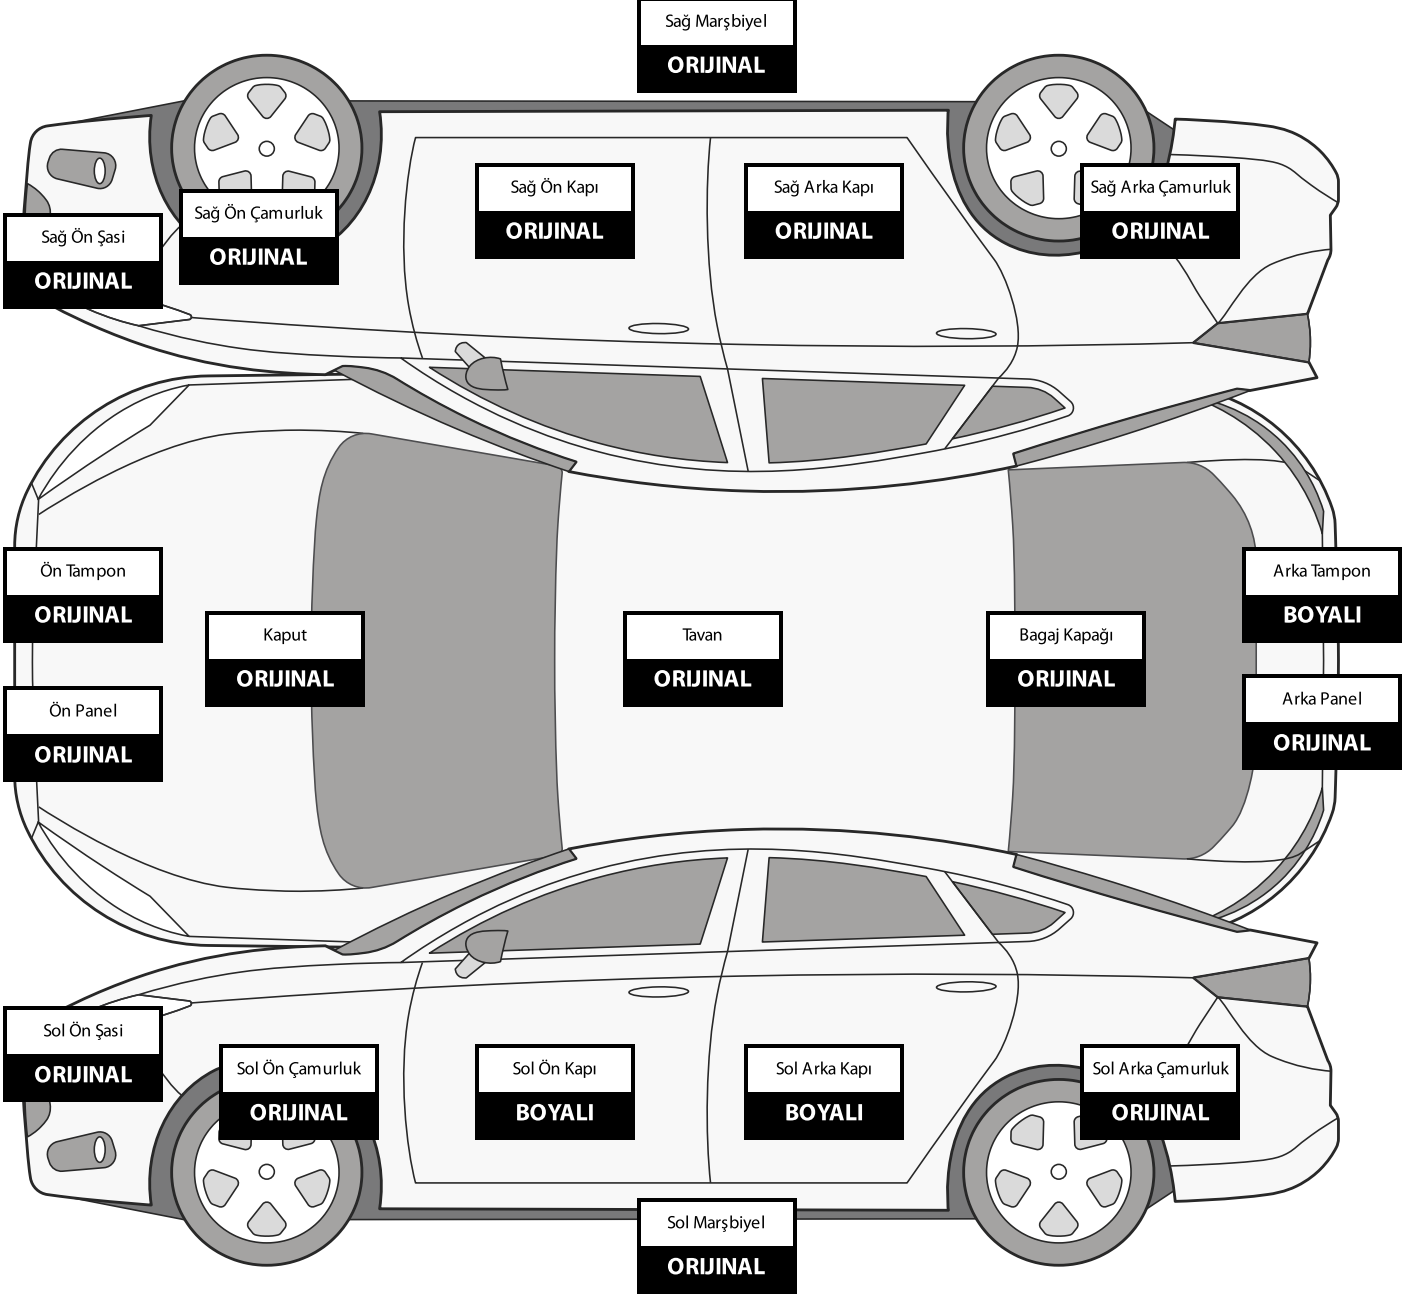 Sağ Marşbiyel
ORIJINAL
Sağ Ön Kapı
ORIJINAL
Sağ Arka Kapı
ORIJINAL
Sağ Arka Çamurluk
ORIJINAL
Sağ Ön Çamurluk
ORIJINAL
Sağ Ön Şasi
ORIJINAL
Ön Tampon
ORIJINAL
Arka Tampon
BOYALI
Kaput
ORIJINAL
Tavan
ORIJINAL
Bagaj Kapağı
ORIJINAL
Ön Panel
ORIJINAL
Arka Panel
ORIJINAL
Sol Ön Şasi
ORIJINAL
Sol Ön Çamurluk
ORIJINAL
Sol Ön Kapı
BOYALI
Sol Arka Kapı
BOYALI
Sol Arka Çamurluk
ORIJINAL
Sol Marşbiyel
ORIJINAL